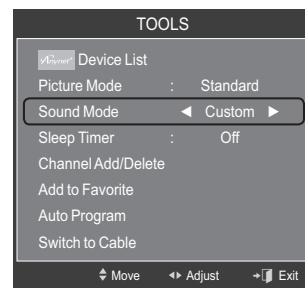 TOOLS
Device List
Picture Mode : Standard
Sound Mode ◄ Custom ►
Sleep Timer : Off
Channel Add/Delete
Add to Favorite
Auto Program
Switch to Cable
Move Adjust Exit